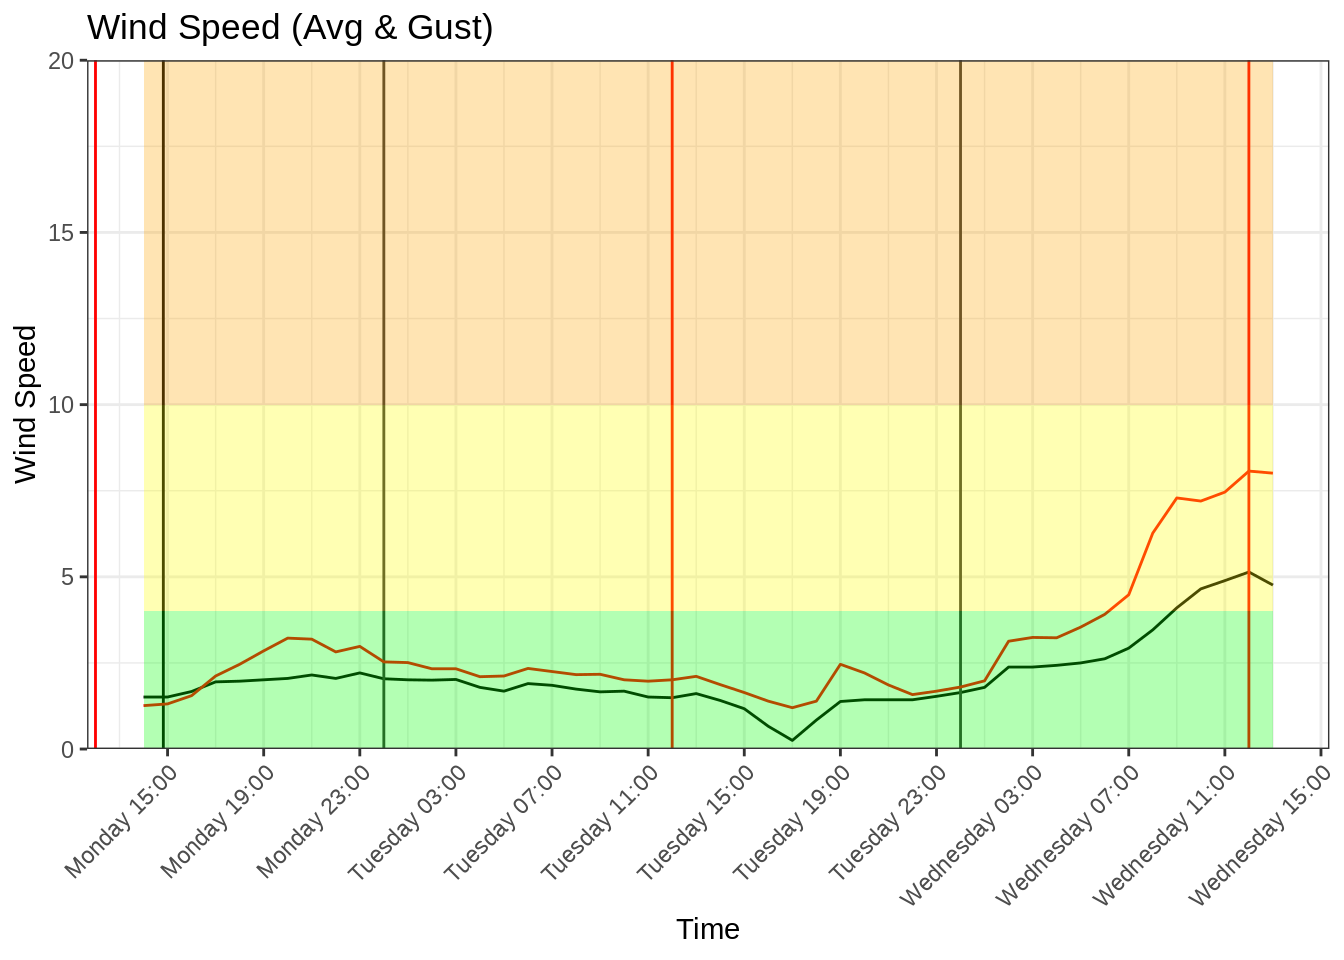 Wind Speed (Avg & Gust)
20
15
10
5
0
Wind Speed
Monday 15:00
Monday 19:00
Monday 23:00
Tuesday 03:00
Tuesday 07:00
Tuesday 11:00
Tuesday 15:00
Tuesday 19:00
Tuesday 23:00
Wednesday 03:00
Wednesday 07:00
Wednesday 11:00
Wednesday 15:00
Time